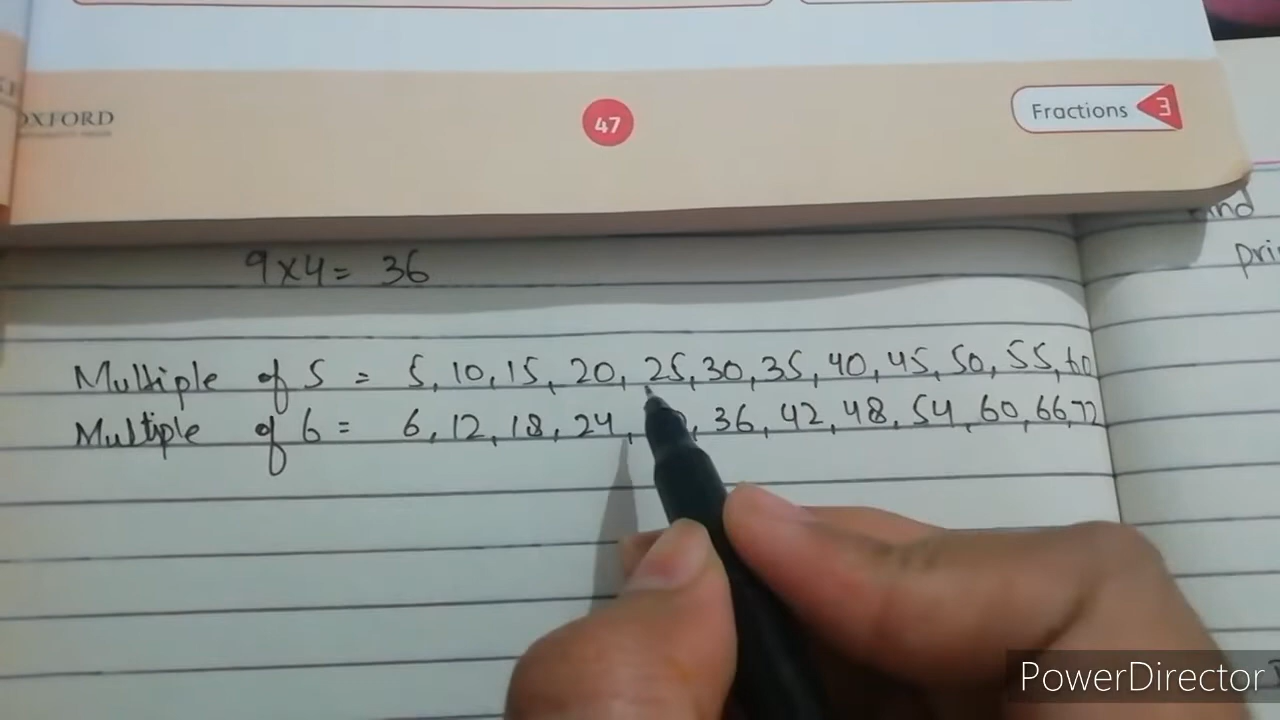 OXFORD
47
Fractions 3
9x4= 36
Multiple of 5 = 5, 10, 15, 20, 25, 30, 35, 40, 45, 50, 55, 60
Multiple of 6 = 6, 12, 18, 24, 36, 42, 48, 54, 60, 66, 72
PowerDirector